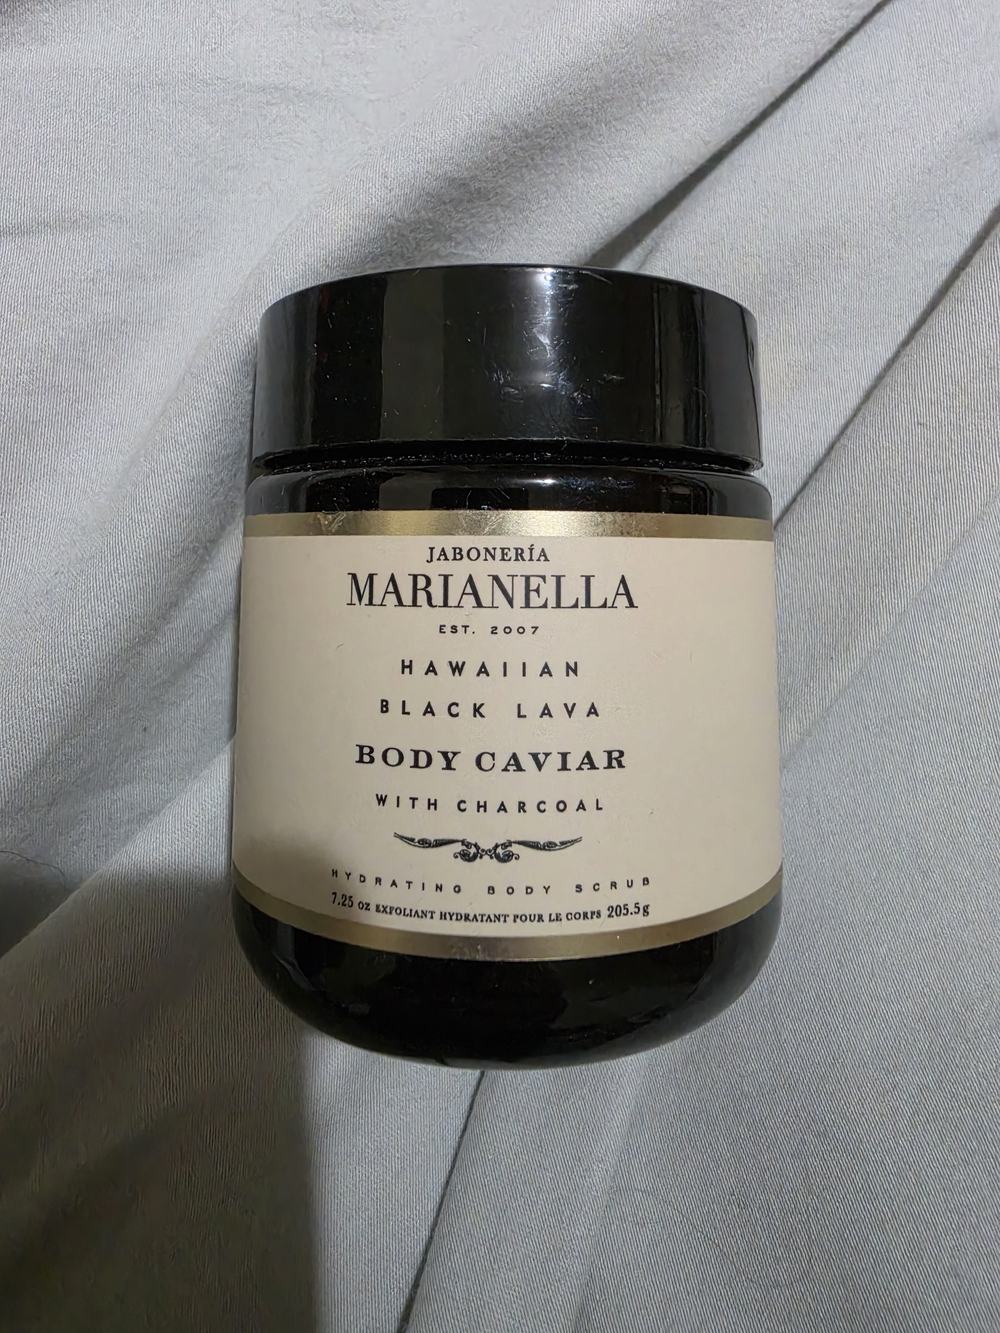 JABONERÍA
MARIANELLA
EST. 2007
HAWAIIAN
BLACK LAVA
BODY CAVIAR
WITH CHARCOAL
HYDRATING BODY SCRUB
7.25 OZ EXFOLIANT HYDRATANT POUR LE CORPS 205.5g